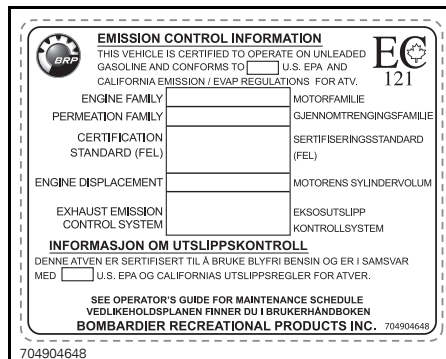 EMISSION CONTROL INFORMATION
THIS VEHICLE IS CERTIFIED TO OPERATE ON UNLEADED
GASOLINE AND CONFORMS TO U.S. EPA AND
CALIFORNIA EMISSION / EVAP REGULATIONS FOR ATV.
BRP
EC
121
ENGINE FAMILY MOTORFAMILIE
PERMEATION FAMILY GJENNOMTRENGINGSFAMILIE
CERTIFICATION STANDARD (FEL) SERTIFISERINGSSTANDARD (FEL)
ENGINE DISPLACEMENT MOTORENS SYLINDERVOLUM
EXHAUST EMISSION EKSOSUTSLIPP
CONTROL SYSTEM KONTROLLSYSTEM
INFORMASJON OM UTSLIPPSKONTROLL
DENNE ATVEN ER SERTIFISERT TIL Å BRUKE BLYFRI BENSIN OG ER I SAMSVAR
MED U.S. EPA OG CALIFORNIAS UTSLIPPSREGLER FOR ATVER.
SEE OPERATOR'S GUIDE FOR MAINTENANCE SCHEDULE
VEDLIKEHOLDSPLANEN FINNER DU I BRUKERHÅNDBOKEN
BOMBARDIER RECREATIONAL PRODUCTS INC. 704904648
704904648